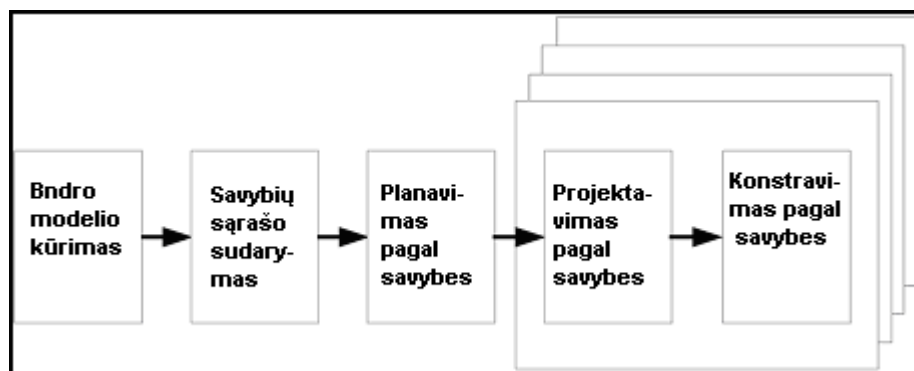 Bndro
modelio
kūrimas
Savybių
sąrašo
sudary-
mas
Planavi-
mas
pagal
savybes
Projekta-
vimas
pagal
savybes
Konstravi-
mas pagal
savybes